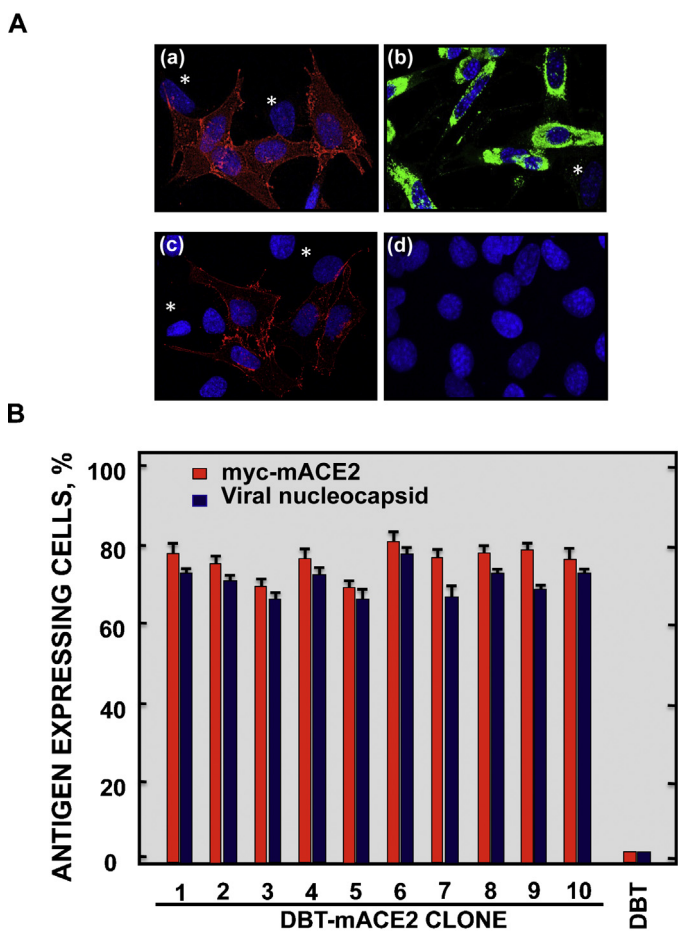 A
(a)
*
*
(b)
*
(c)
*
*
(d)
B
ANTIGEN EXPRESSING CELLS, %
100
80
60
40
20
0
myc-mACE2
Viral nucleocapsid
1 2 3 4 5 6 7 8 9 10
DBT
DBT-mACE2 CLONE